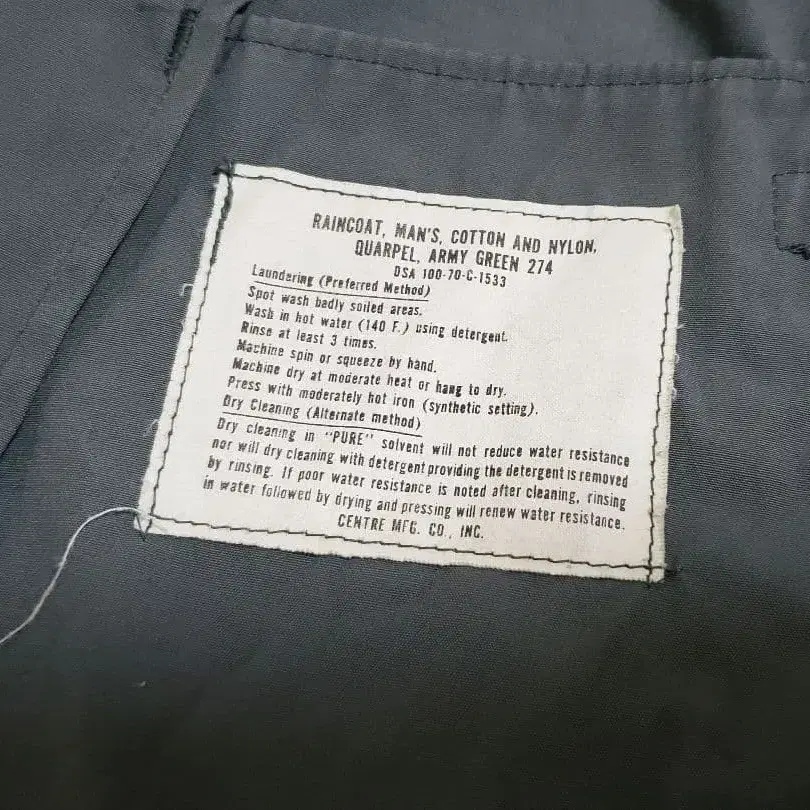 RAINCOAT, MAN'S, COTTON AND NYLON,
QUARPEL, ARMY GREEN 274
DSA 100-70-C-1533
Laundering (Preferred Method)
Spot wash badly soiled areas.
Wash in hot water (140 F.) using detergent.
Rinse at least 3 times.
Machine spin or squeeze by hand.
Machine dry at moderate heat or hang to dry.
Press with moderately hot iron (synthetic setting).
Dry Cleaning (Alternate method)
Dry cleaning in "PURE" solvent will not reduce water resistance
nor will dry cleaning with detergent providing the detergent is removed
by rinsing. If poor water resistance is noted after cleaning, rinsing
in water followed by drying and pressing will renew water resistance.
CENTRE MFG. CO., INC.